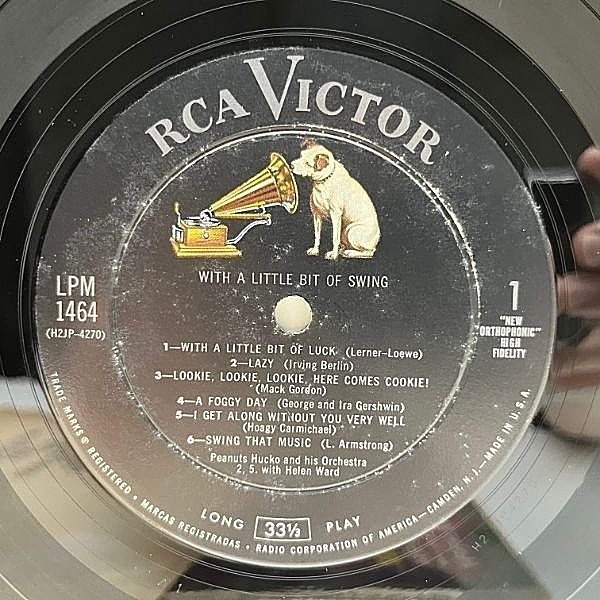 RCA VICTOR
WITH A LITTLE BIT OF SWING
LPM
1464
(H2JP-4270)
1
"NEW
ORTHOPHONIC"
HIGH
FIDELITY
1—WITH A LITTLE BIT OF LUCK (Lerner-Loewe)
2—LAZY (Irving Berlin)
3—LOOKIE, LOOKIE, LOOKIE, HERE COMES COOKIE!
(Mack Gordon)
4—A FOGGY DAY (George and Ira Gershwin)
5—I GET ALONG WITHOUT YOU VERY WELL
(Hoagy Carmichael)
6—SWING THAT MUSIC (L. Armstrong)
Peanuts Hucko and his Orchestra
2, 5. with Helen Ward
LONG 33⅓ PLAY
TRADE MARKS ® REGISTERED • MARCAS REGISTRADAS • RADIO CORPORATION OF AMERICA—CAMDEN, N.J.—MADE IN U.S.A.